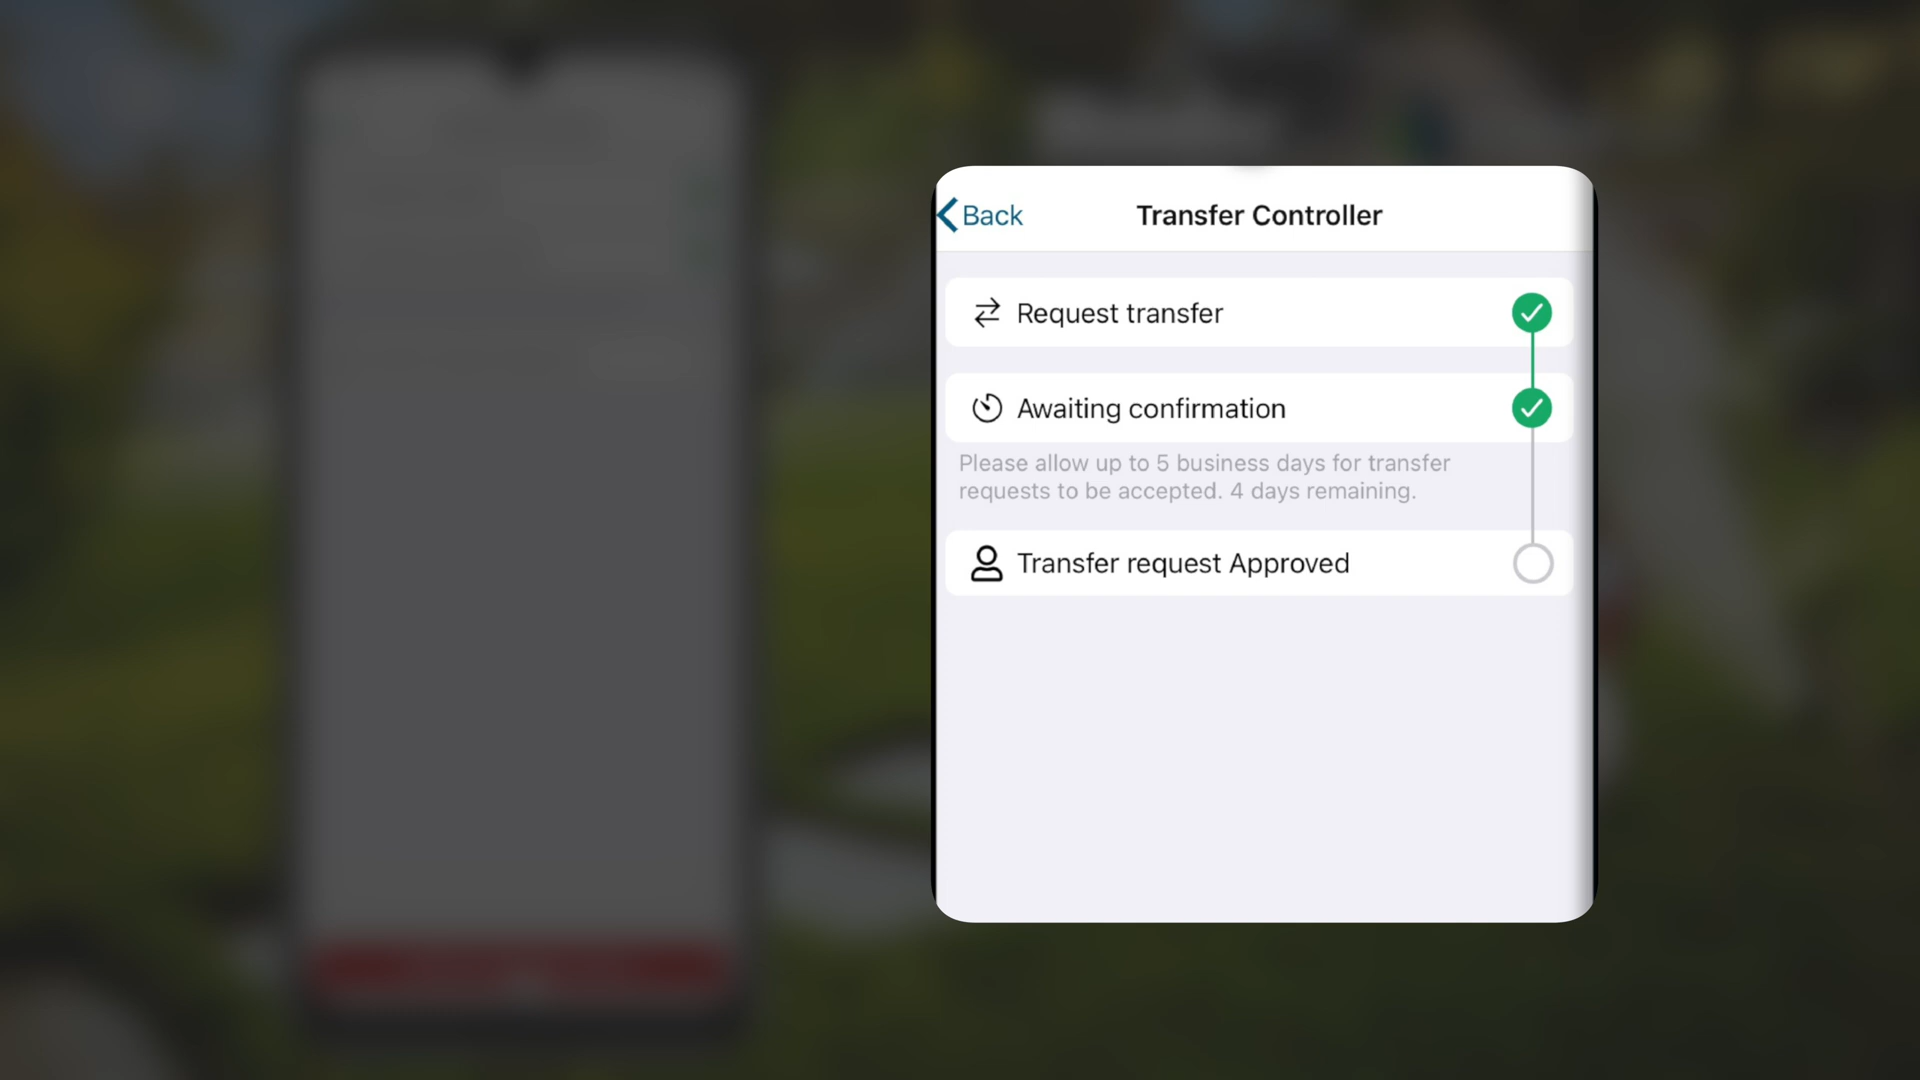 Back
Transfer Controller
Request transfer
Awaiting confirmation
Please allow up to 5 business days for transfer
requests to be accepted. 4 days remaining.
Transfer request Approved